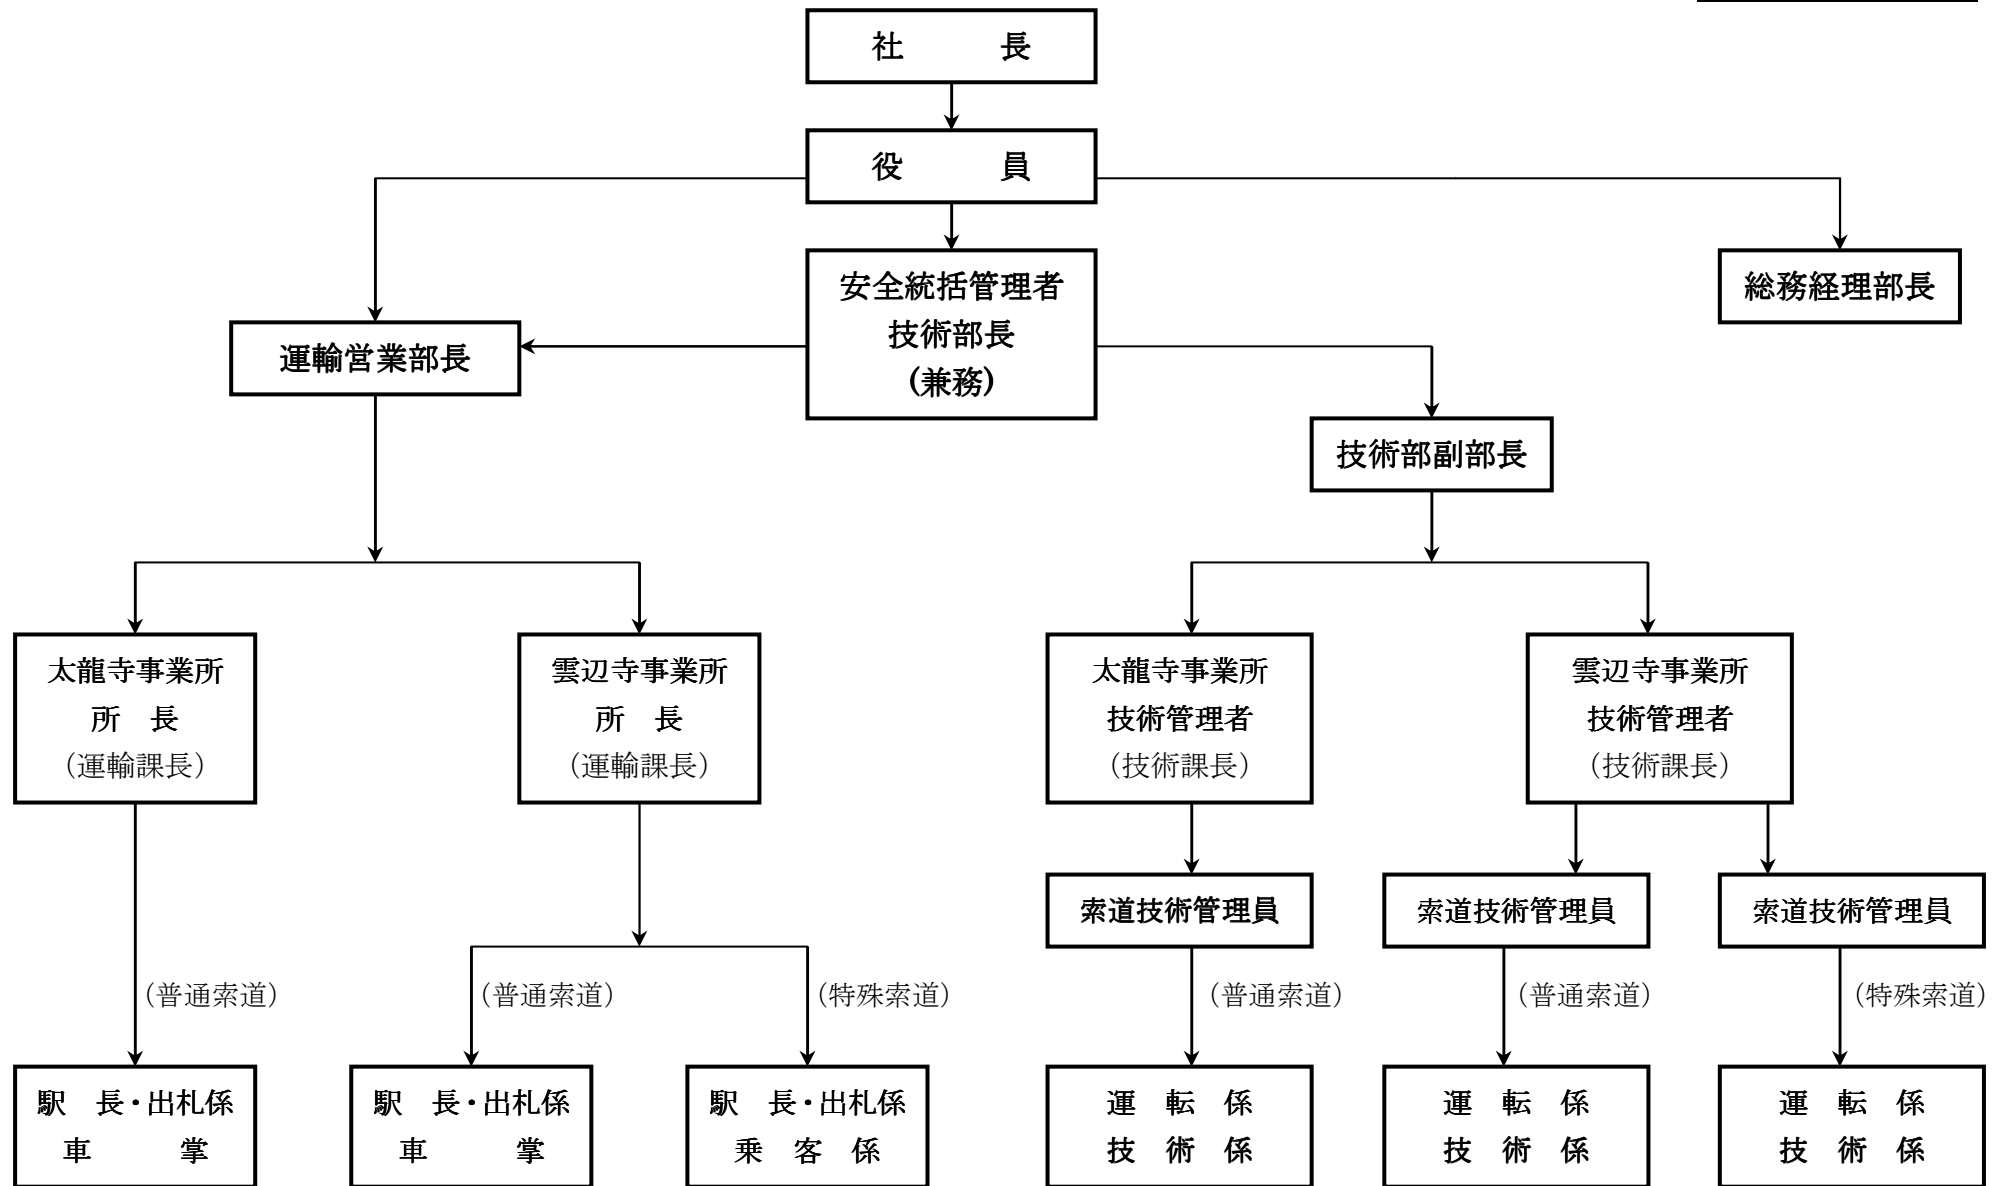 社　　　長
役　　　員
安全統括管理者
技術部長
(兼務)
総務経理部長
運輸営業部長
技術部副部長
太龍寺事業所
所　長
（運輸課長）
雲辺寺事業所
所　長
（運輸課長）
太龍寺事業所
技術管理者
（技術課長）
雲辺寺事業所
技術管理者
（技術課長）
索道技術管理員
索道技術管理員
索道技術管理員
（普通索道）
（普通索道）
（特殊索道）
（普通索道）
（普通索道）
（特殊索道）
駅　長・出札係
車　　　掌
駅　長・出札係
車　　　掌
駅　長・出札係
乗　客　係
運　転　係
技　術　係
運　転　係
技　術　係
運　転　係
技　術　係